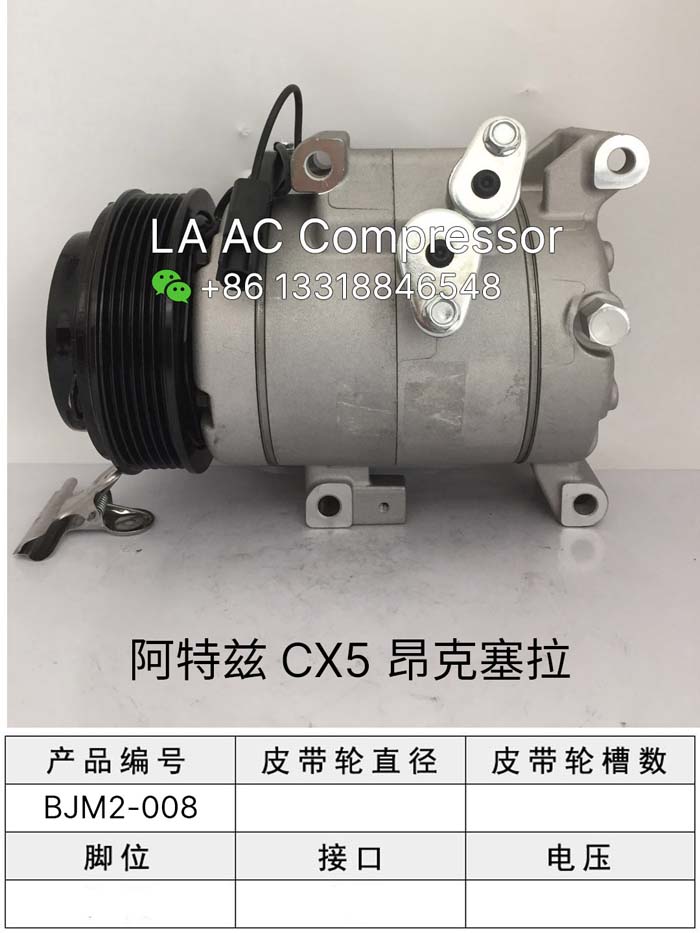 LA AC Compressor
+86 13318846548
阿特兹 CX5 昂克塞拉
产品编号 皮带轮直径 皮带轮槽数
BJM2-008
脚位 接口 电压